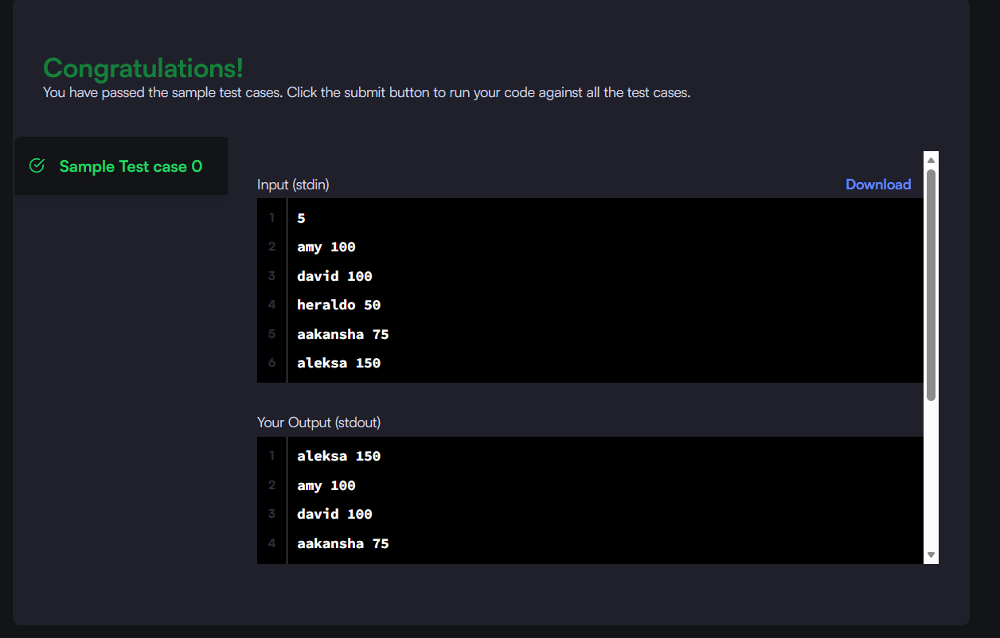 Congratulations!
You have passed the sample test cases. Click the submit button to run your code against all the test cases.
Sample Test case 0
Input (stdin)
Download
1 5
2 amy 100
3 david 100
4 heraldo 50
5 aakansha 75
6 aleksa 150
Your Output (stdout)
1 aleksa 150
2 amy 100
3 david 100
4 aakansha 75